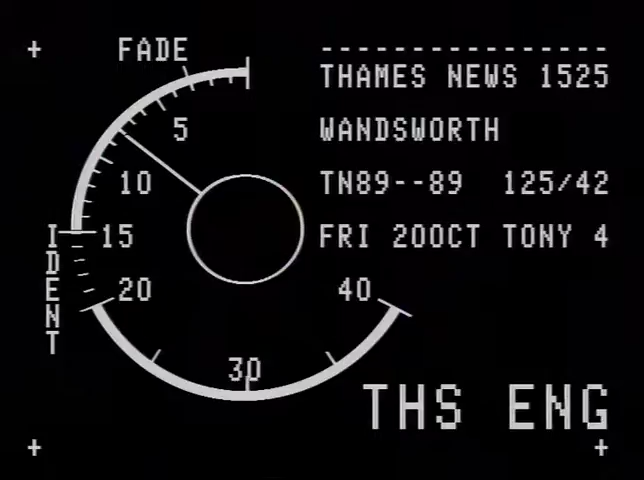 FADE
----------------
THAMES NEWS 1525
5
WANDSWORTH
10
TN89--89 125/42
15
FRI 20OCT TONY 4
IDENT
20
40
30
THS ENG